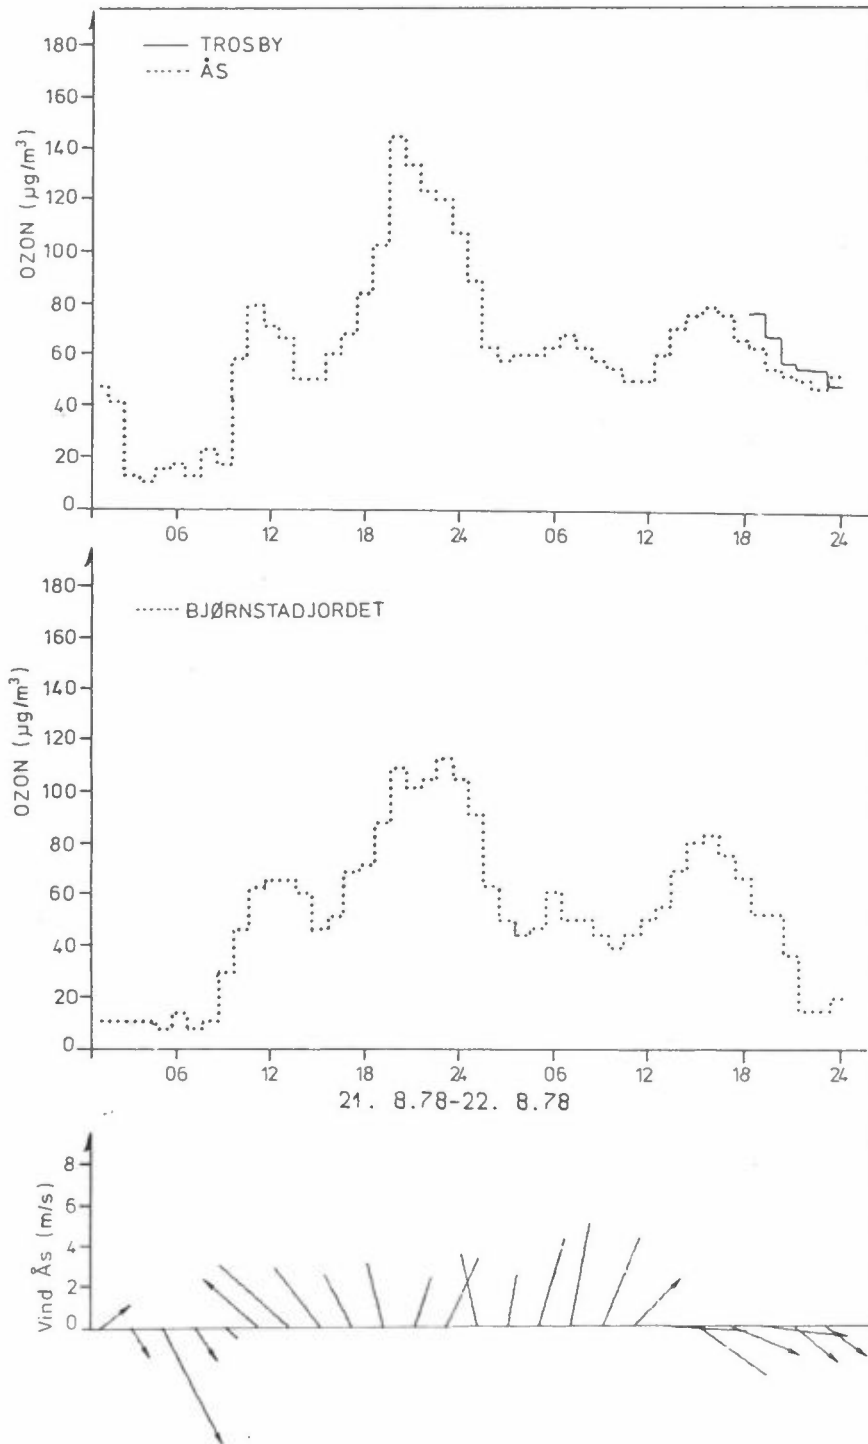 TROSBY
ÅS
OZON (µg/m³)
180
160
140
120
100
80
60
40
20
0
06 12 18 24 06 12 18 24
BJØRNSTADJORDET
OZON (µg/m³)
180
160
140
120
100
80
60
40
20
0
06 12 18 24 06 12 18 24
21. 8.78-22. 8.78
Vind Ås (m/s)
8
6
4
2
0